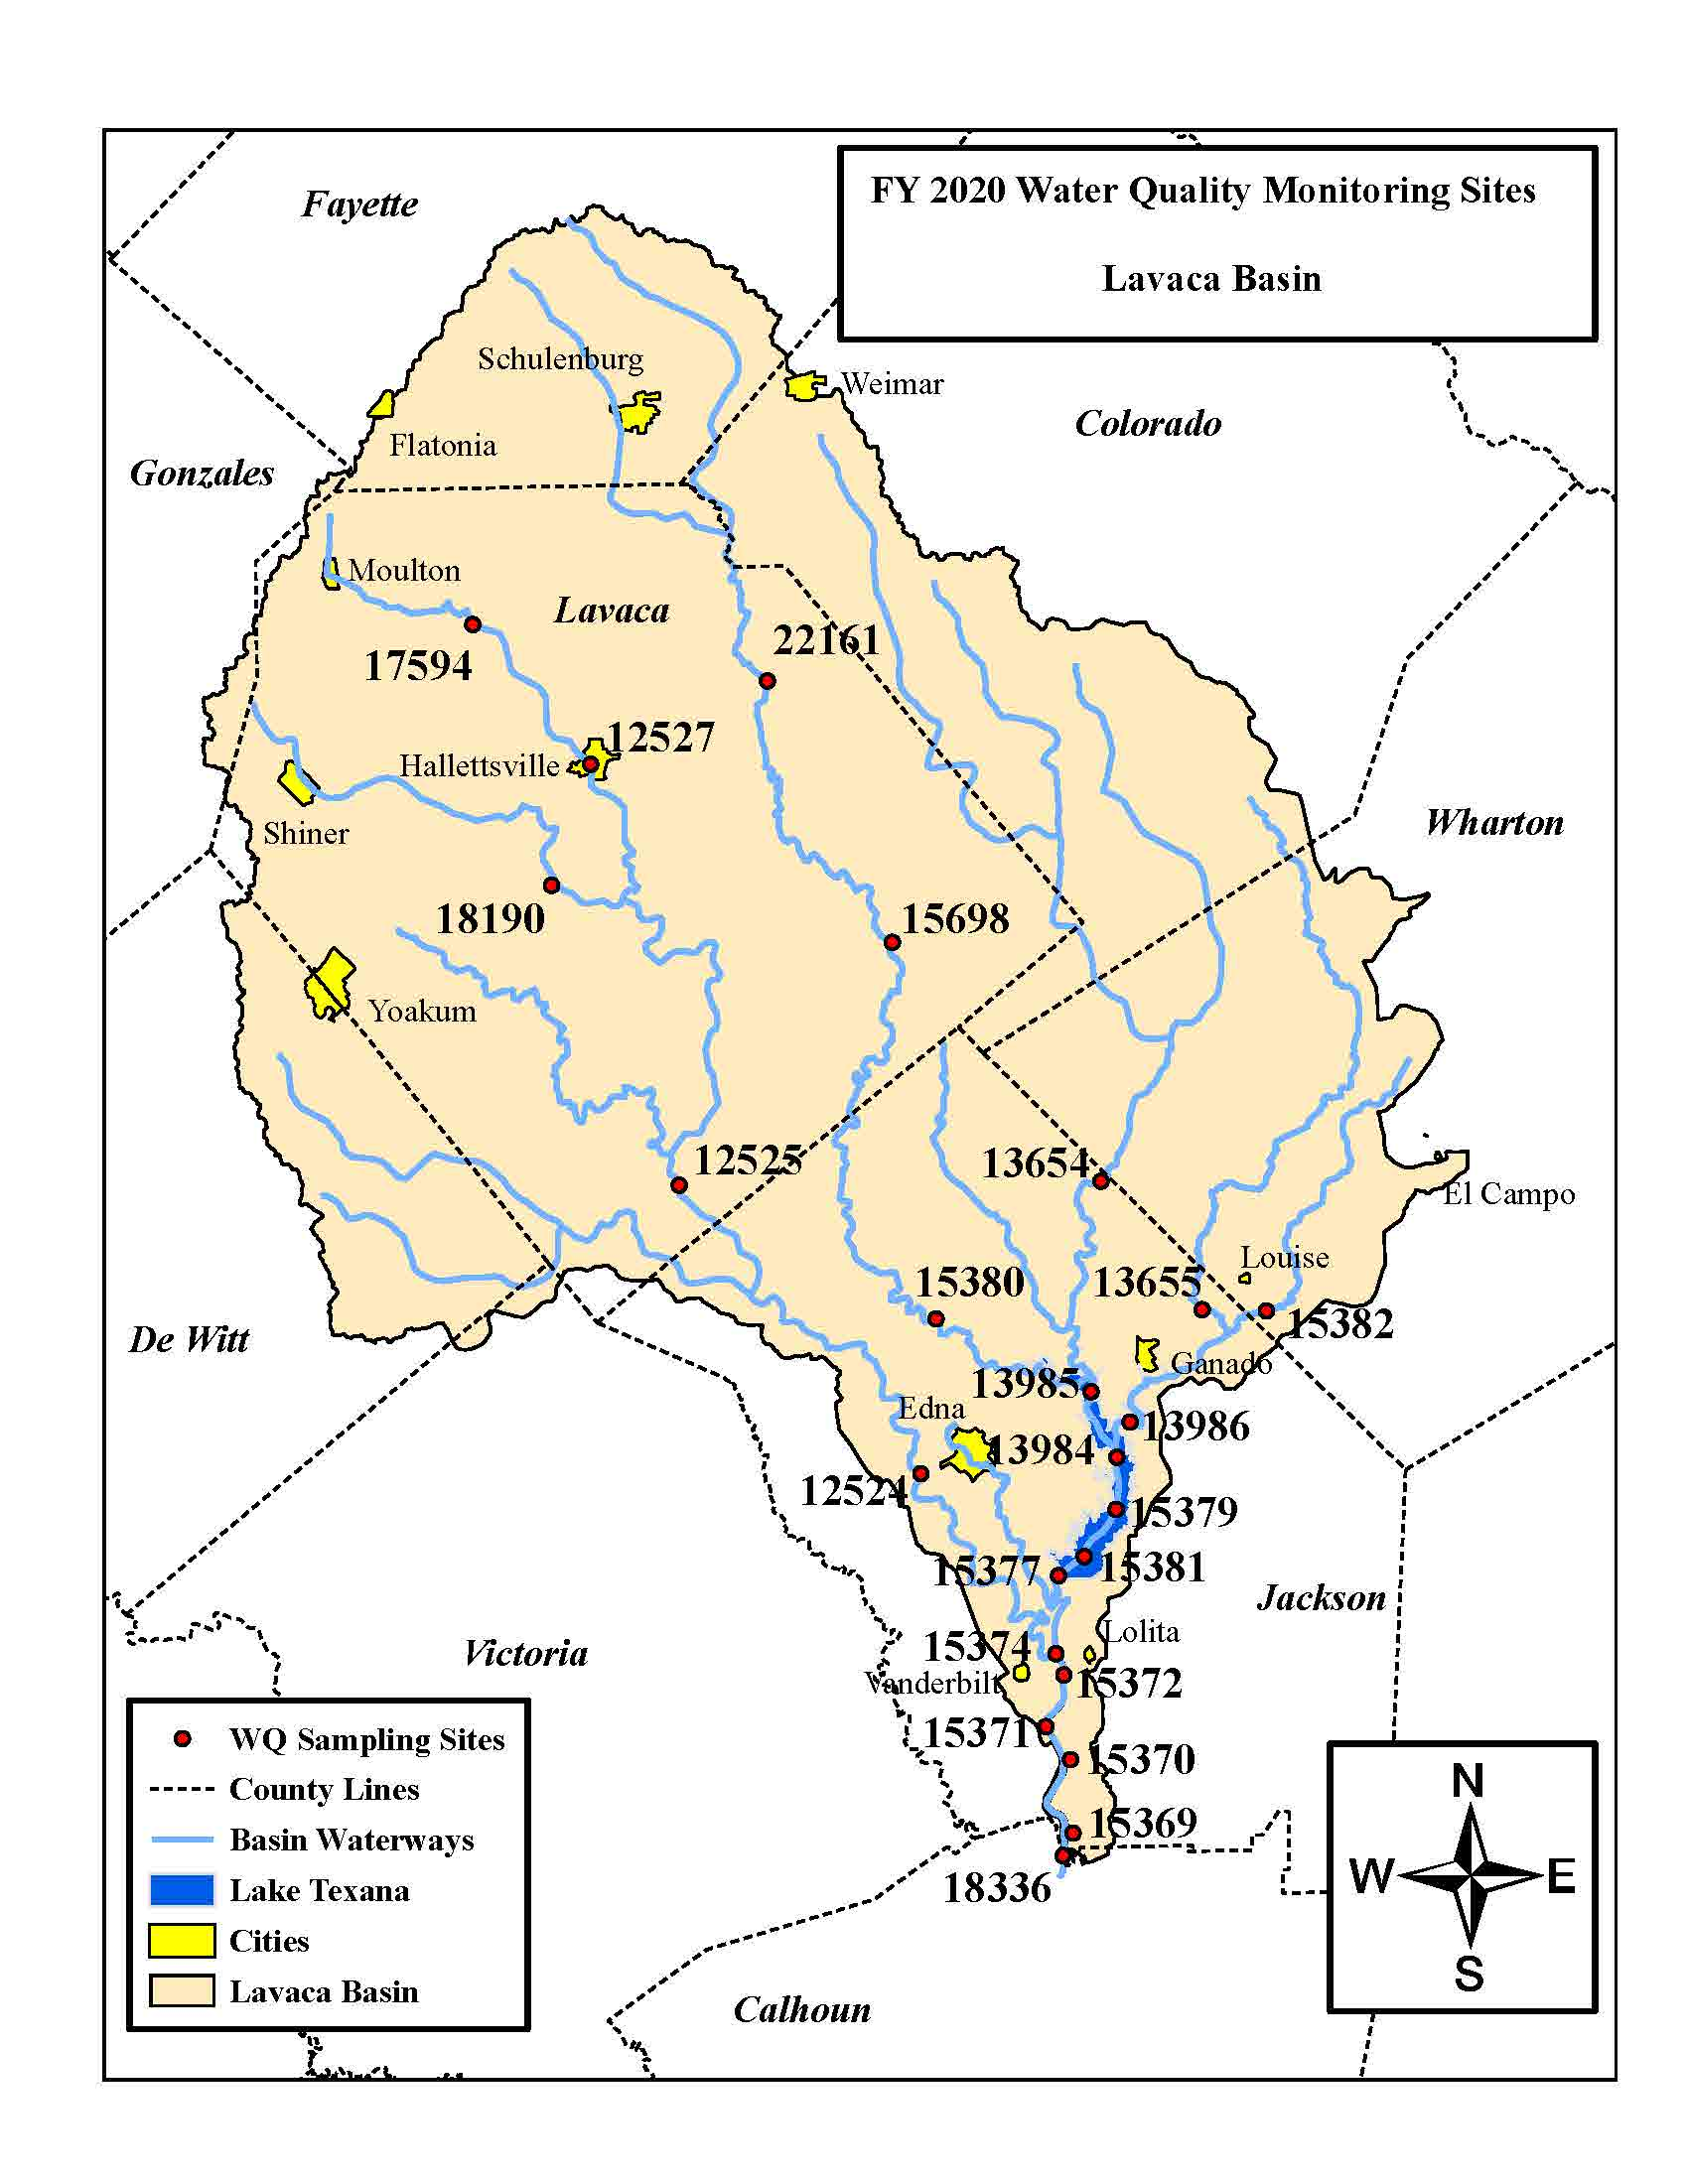 FY 2020 Water Quality Monitoring Sites
Lavaca Basin
Fayette
Schulenburg
Weimar
Colorado
Flatonia
Gonzales
Moulton
Lavaca
22161
17594
12527
Hallettsville
Wharton
Shiner
18190
15698
Yoakum
12525
13654
El Campo
Louise
15380
13655
15382
De Witt
Ganado
13985
Edna
13986
13984
12524
15379
15377
15381
Jackson
Lolita
15374
Victoria
Vanderbilt
15372
15371
15370
15369
18336
Calhoun
WQ Sampling Sites
County Lines
Basin Waterways
Lake Texana
Cities
Lavaca Basin
N
W
E
S